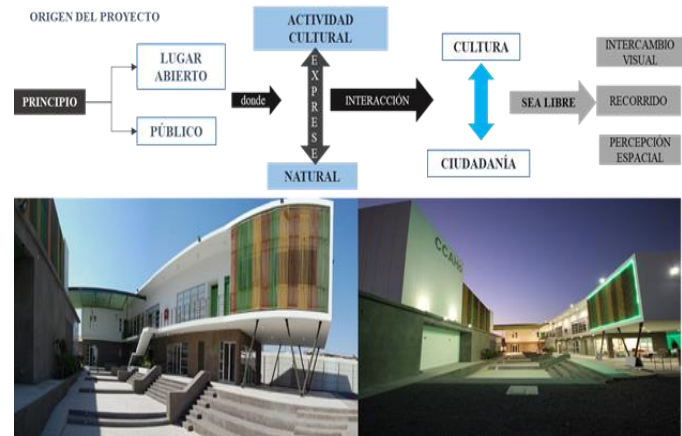 ORIGEN DEL PROYECTO
PRINCIPIO
LUGAR
ABIERTO
PÚBLICO
donde
ACTIVIDAD
CULTURAL
EXPRESE
NATURAL
INTERACCIÓN
CULTURA
CIUDADANÍA
SEA LIBRE
INTERCAMBIO
VISUAL
RECORRIDO
PERCEPCIÓN
ESPACIAL